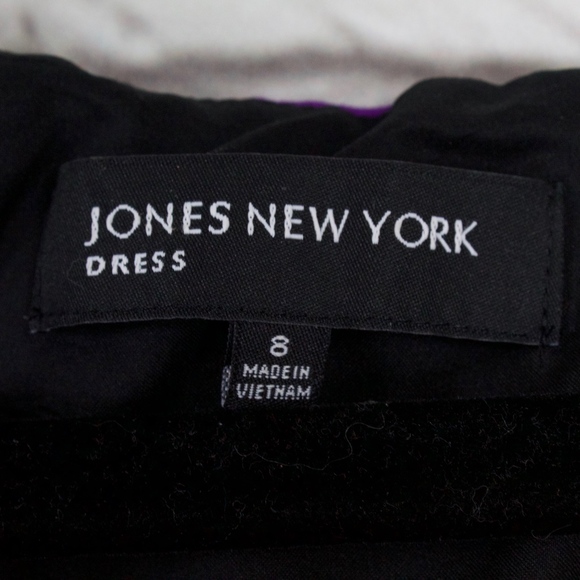 JONES NEW YORK
DRESS
8
MADE IN
VIETNAM